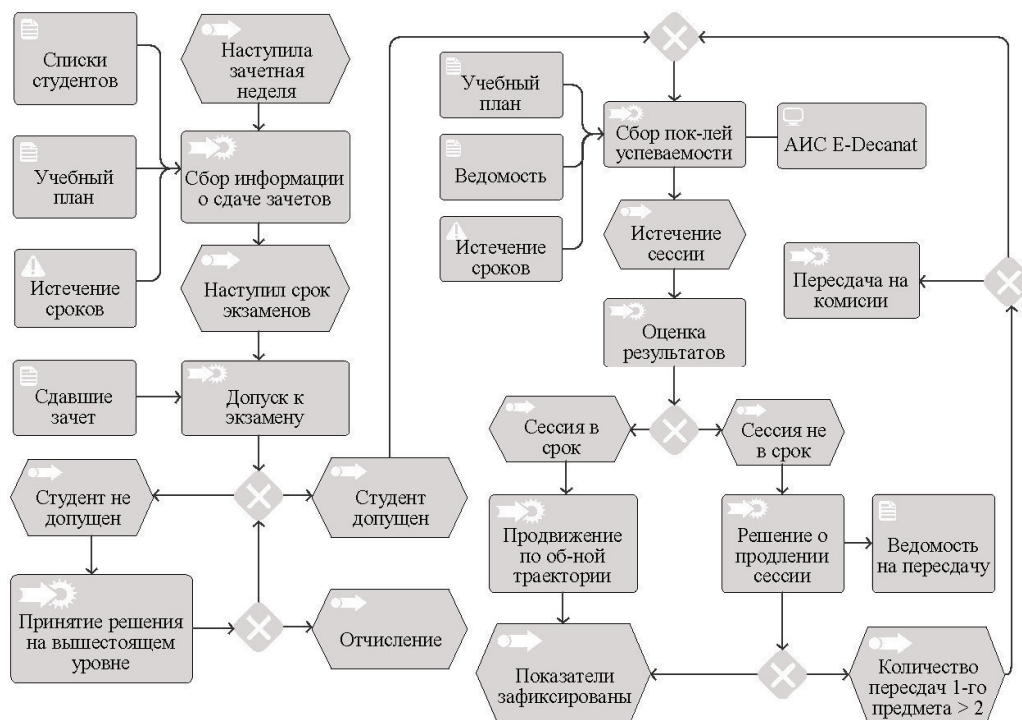 Списки
студентов
Наступила
зачетная
неделя
Учебный
план
Сбор информации
о сдаче зачетов
Истечение
сроков
Наступил срок
экзаменов
Сдавшие
зачет
Допуск к
экзамену
Студент не
допущен
Студент
допущен
Принятие решения
на вышестоящем
уровне
Отчисление
Учебный
план
Сбор пок-лей
успеваемости
АИС E-Decanat
Ведомость
Истечение
сроков
Истечение
сессии
Пересдача на
комисии
Оценка
результатов
Сессия в
срок
Сессия не
в срок
Продвижение
по об-ной
траектории
Решение о
продлении
сессии
Ведомость
на пересдачу
Показатели
зафиксированы
Количество
пересдач 1-го
предмета > 2